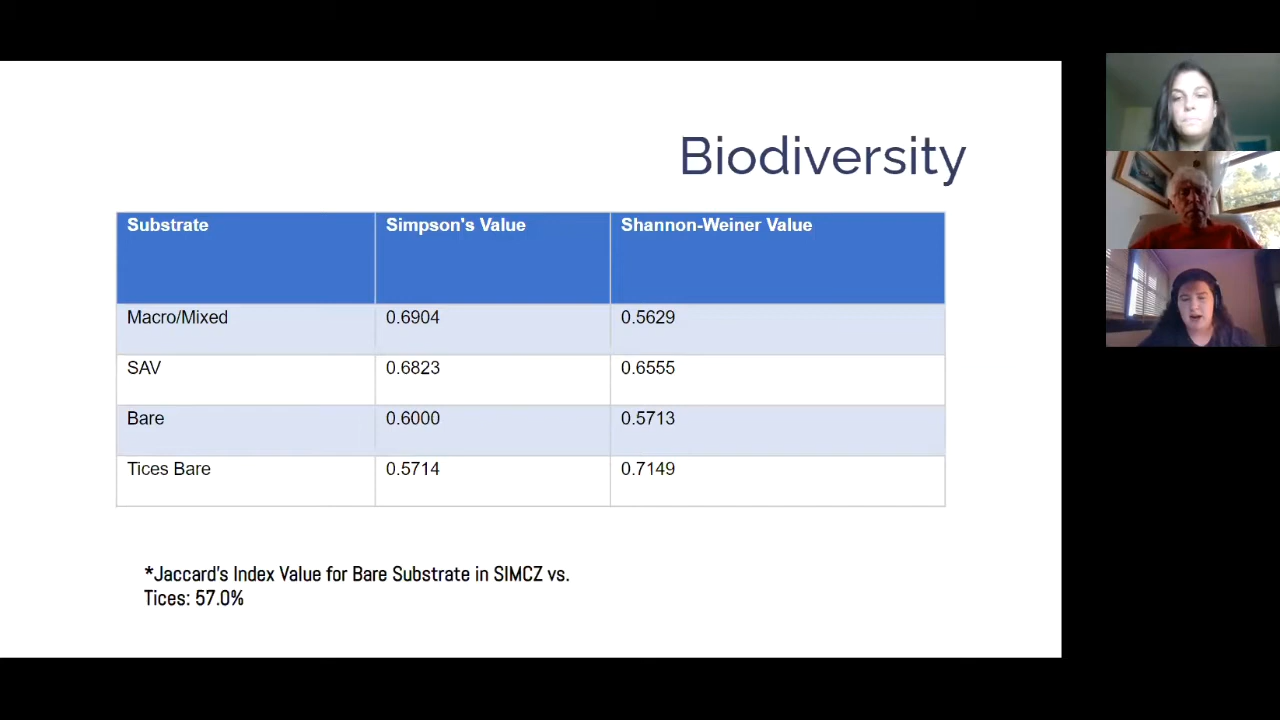 Biodiversity
Substrate Simpson's Value Shannon-Weiner Value
Macro/Mixed 0.6904 0.5629
SAV 0.6823 0.6555
Bare 0.6000 0.5713
Tices Bare 0.5714 0.7149
*Jaccard's Index Value for Bare Substrate in SIMCZ vs.
Tices: 57.0%